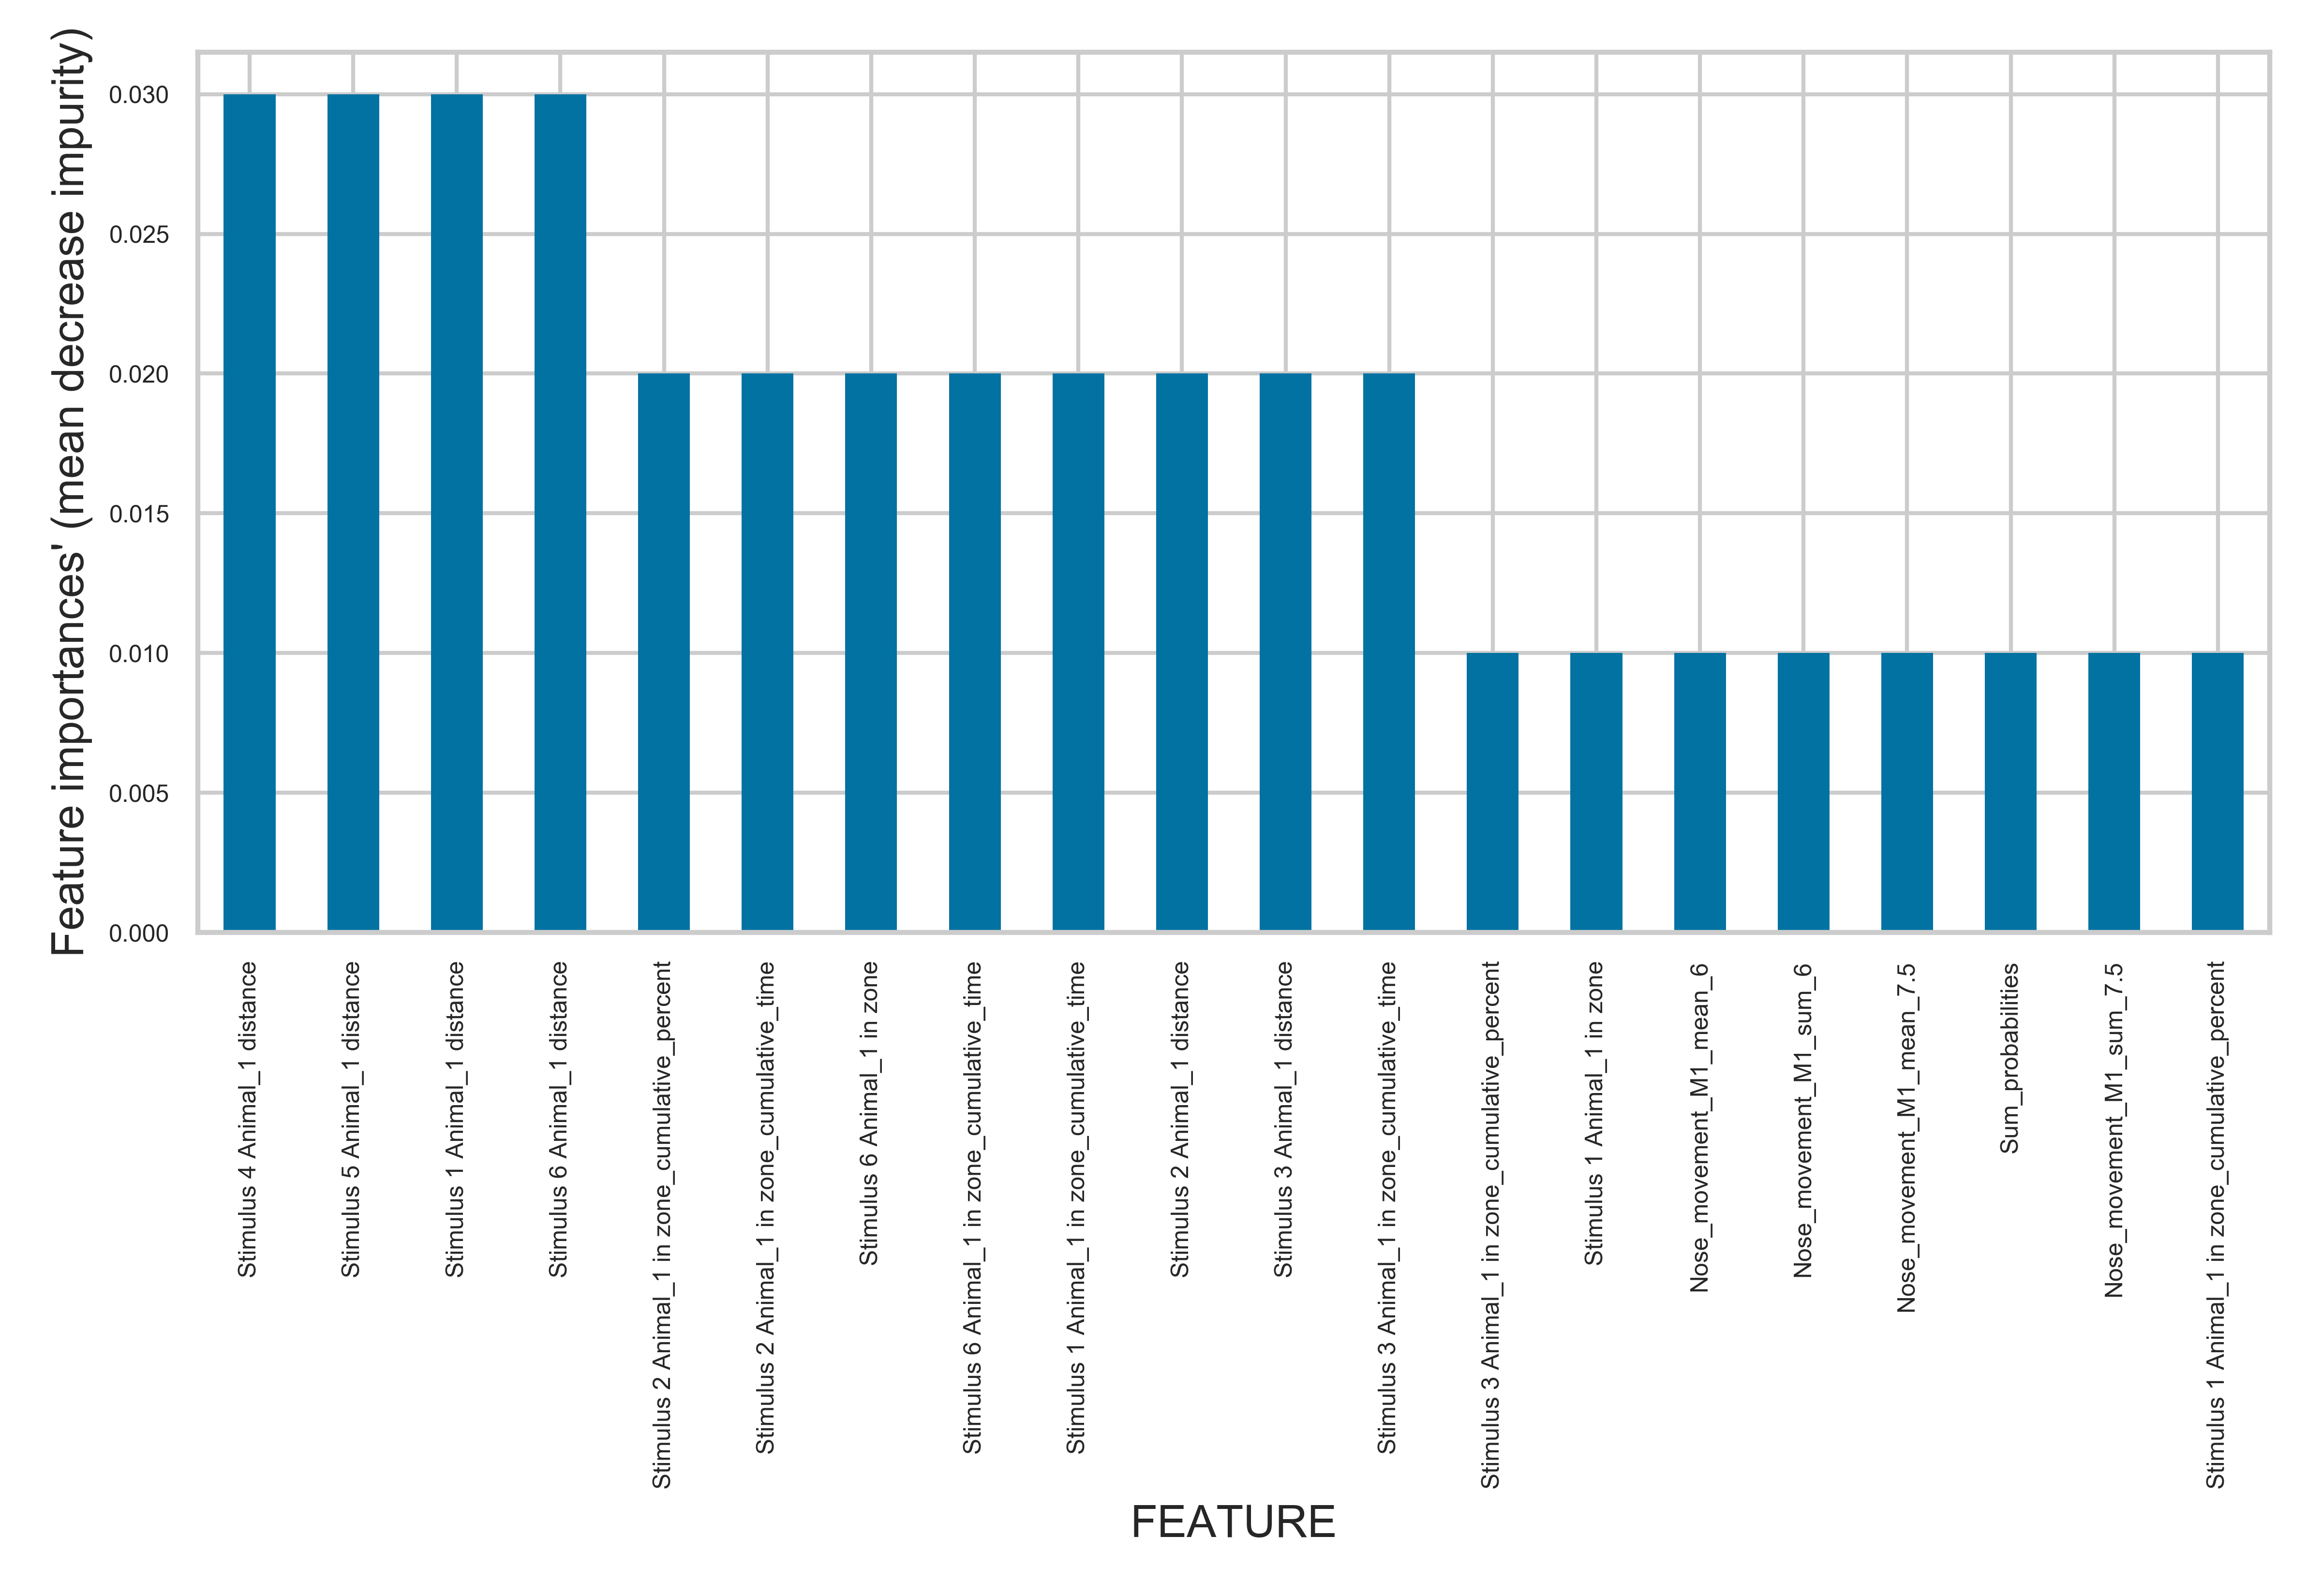 Feature importances' (mean decrease impurity)
0.030
0.025
0.020
0.015
0.010
0.005
0.000
Stimulus 4 Animal_1 distance
Stimulus 5 Animal_1 distance
Stimulus 1 Animal_1 distance
Stimulus 6 Animal_1 distance
Stimulus 2 Animal_1 in zone_cumulative_percent
Stimulus 2 Animal_1 in zone_cumulative_time
Stimulus 6 Animal_1 in zone
Stimulus 6 Animal_1 in zone_cumulative_time
Stimulus 1 Animal_1 in zone_cumulative_time
Stimulus 2 Animal_1 distance
Stimulus 3 Animal_1 distance
Stimulus 3 Animal_1 in zone_cumulative_time
Stimulus 3 Animal_1 in zone_cumulative_percent
Stimulus 1 Animal_1 in zone
Nose_movement_M1_mean_6
Nose_movement_M1_sum_6
Nose_movement_M1_mean_7.5
Sum_probabilities
Nose_movement_M1_sum_7.5
Stimulus 1 Animal_1 in zone_cumulative_percent
FEATURE